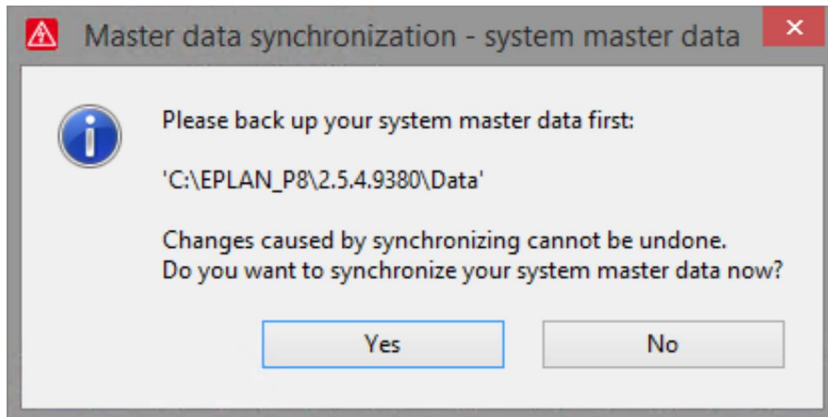 Master data synchronization - system master data
Please back up your system master data first:
'C:\EPLAN_P8\2.5.4.9380\Data'
Changes caused by synchronizing cannot be undone.
Do you want to synchronize your system master data now?
Yes
No